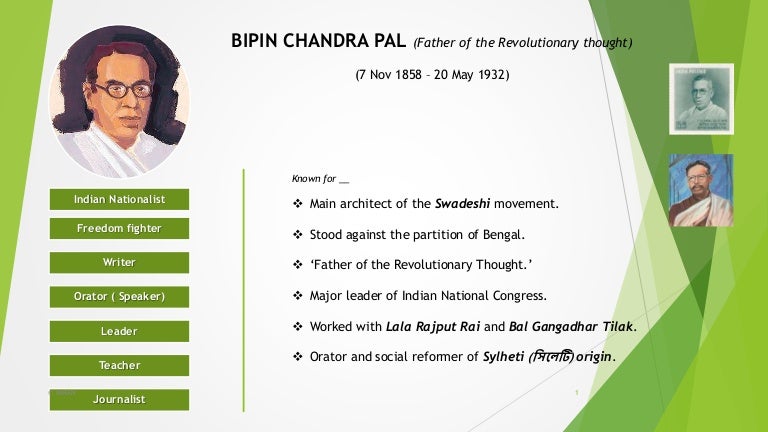 BIPIN CHANDRA PAL (Father of the Revolutionary thought)
(7 Nov 1858 – 20 May 1932)
INDIA POSTAGE
Indian Nationalist
Freedom fighter
Writer
Orator ( Speaker)
Leader
Teacher
Journalist
Known for __
❖ Main architect of the Swadeshi movement.
❖ Stood against the partition of Bengal.
❖ ‘Father of the Revolutionary Thought.’
❖ Major leader of Indian National Congress.
❖ Worked with Lala Rajput Rai and Bal Gangadhar Tilak.
❖ Orator and social reformer of Sylheti (সিলেটি) origin.
1